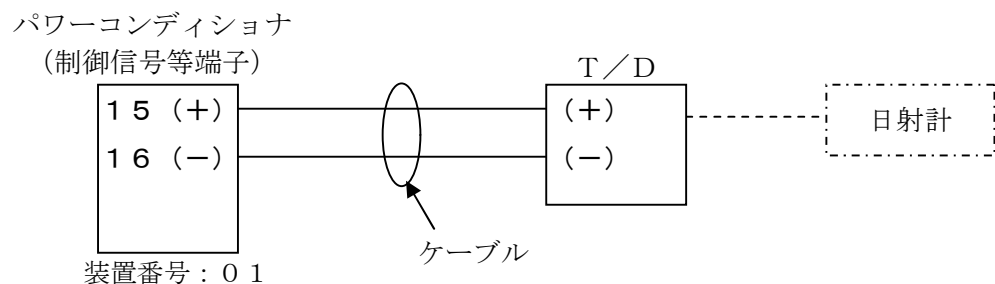 パワーコンディショナ
（制御信号等端子）
Ｔ／Ｄ
１５（＋）
（＋）
日射計
１６（－）
（－）
ケーブル
装置番号：０１